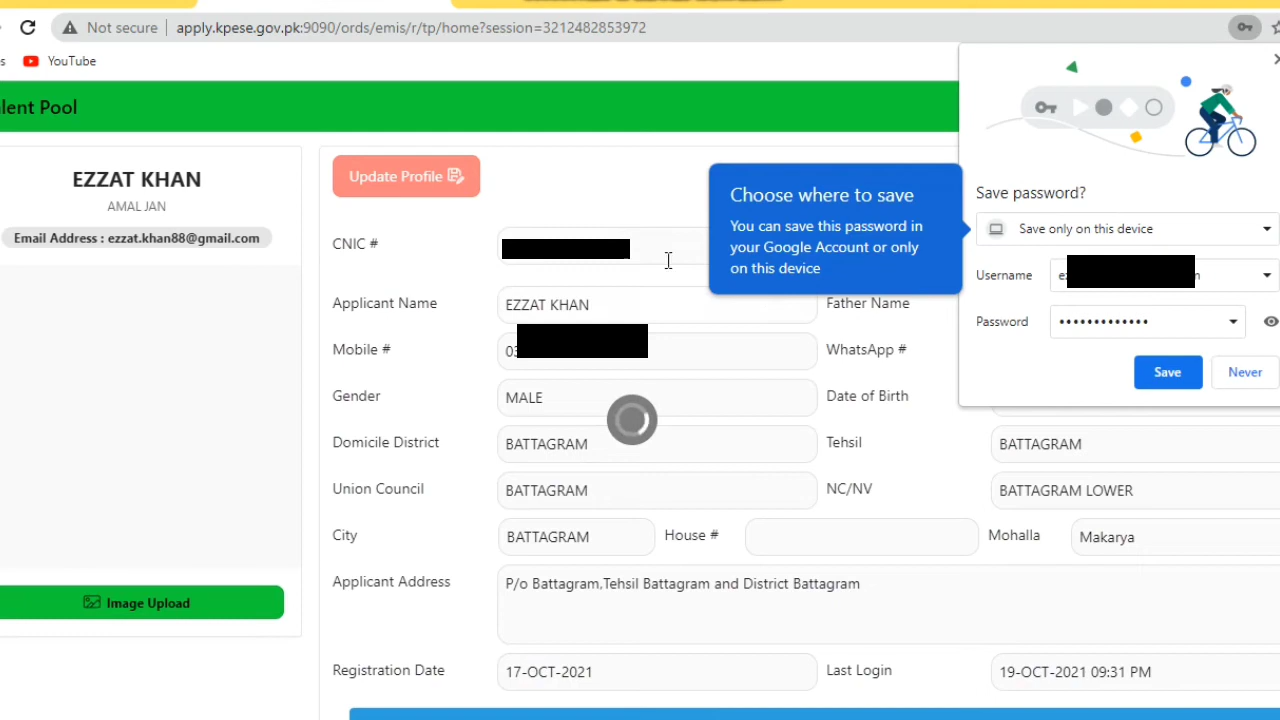 Not secure apply.kpese.gov.pk:9090/ords/emis/r/tp/home?session=3212482853972
YouTube
lent Pool
EZZAT KHAN
AMAL JAN
Email Address : ezzat.khan88@gmail.com
Image Upload
Update Profile
CNIC #
Applicant Name EZZAT KHAN Father Name
Mobile # 03 WhatsApp #
Gender MALE Date of Birth
Domicile District BATTAGRAM Tehsil BATTAGRAM
Union Council BATTAGRAM NC/NV BATTAGRAM LOWER
City BATTAGRAM House # Mohalla Makarya
Applicant Address P/o Battagram,Tehsil Battagram and District Battagram
Registration Date 17-OCT-2021 Last Login 19-OCT-2021 09:31 PM
Choose where to save
You can save this password in
your Google Account or only
on this device
Save password?
Save only on this device
Username
Password •••••••••••••
Save Never